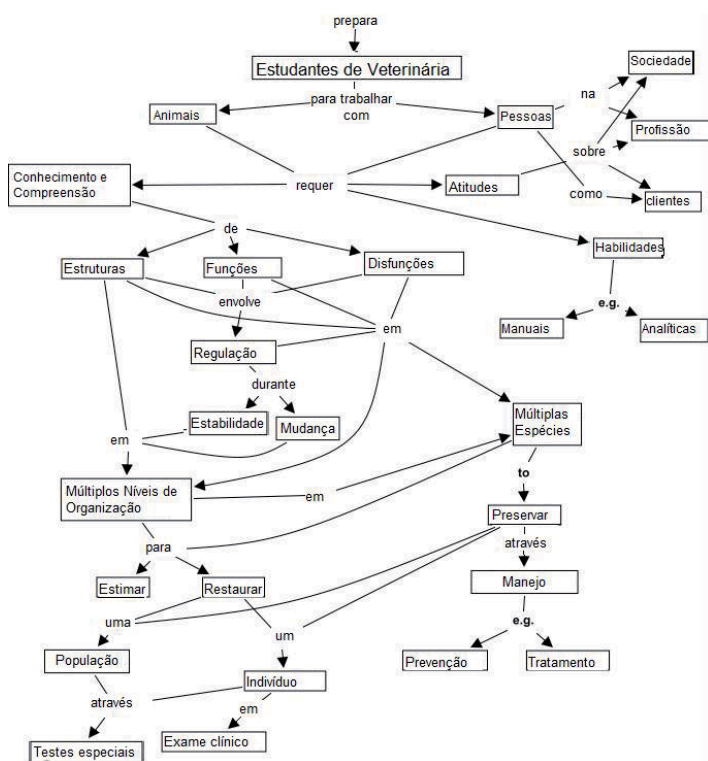 prepara
Estudantes de Veterinária
Sociedade
para trabalhar
com
na
Animais
Pessoas
Profissão
sobre
Conhecimento e
Compreensão
requer
Atitudes
como
clientes
de
Habilidades
Estruturas
Funções
Disfunções
envolve
e.g.
em
Manuais
Analíticas
Regulação
durante
Estabilidade
Mudança
Múltiplas
Espécies
em
Múltiplos Níveis de
Organização
em
to
Preservar
para
através
Estimar
Restaurar
Manejo
uma
um
e.g.
População
Prevenção
Tratamento
Indivíduo
através
em
Testes especiais
Exame clínico